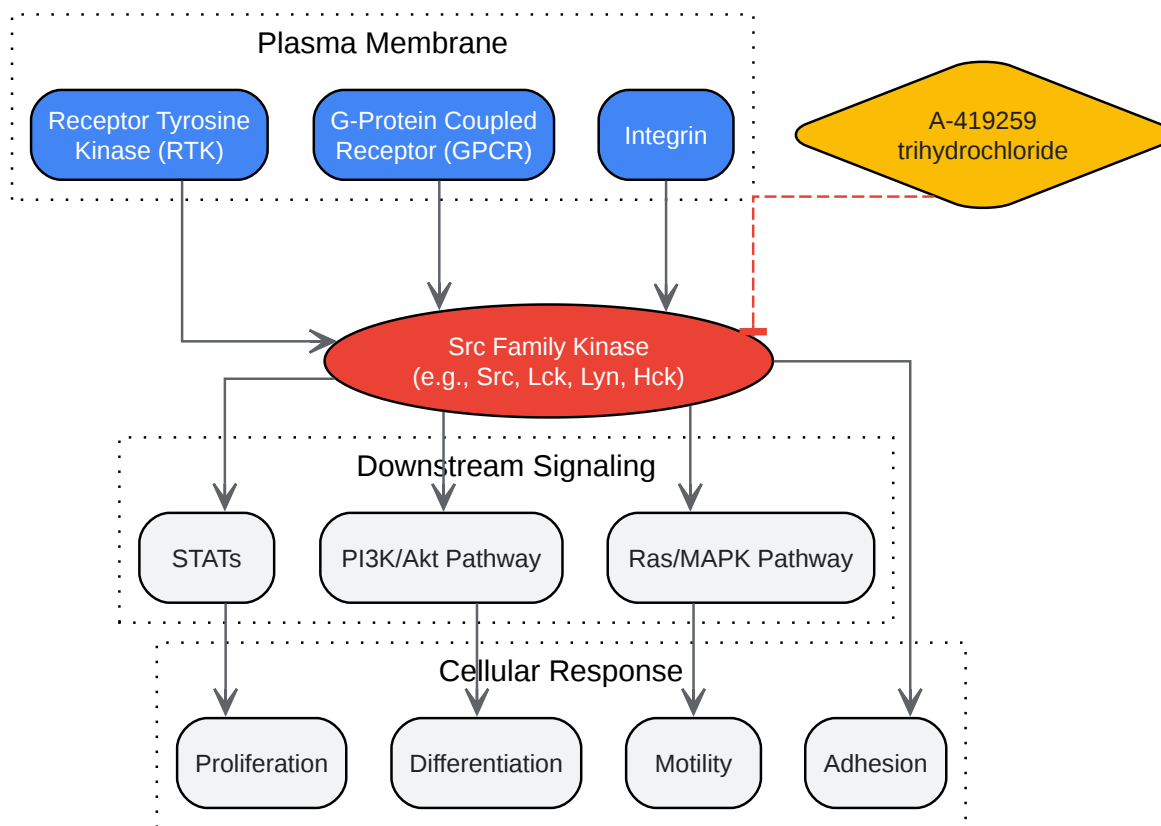 Plasma Membrane
Receptor Tyrosine
Kinase (RTK)
G-Protein Coupled
Receptor (GPCR)
Integrin
A-419259
trihydrochloride
Src Family Kinase
(e.g., Src, Lck, Lyn, Hck)
Downstream Signaling
STATs
PI3K/Akt Pathway
Ras/MAPK Pathway
Cellular Response
Proliferation
Differentiation
Motility
Adhesion